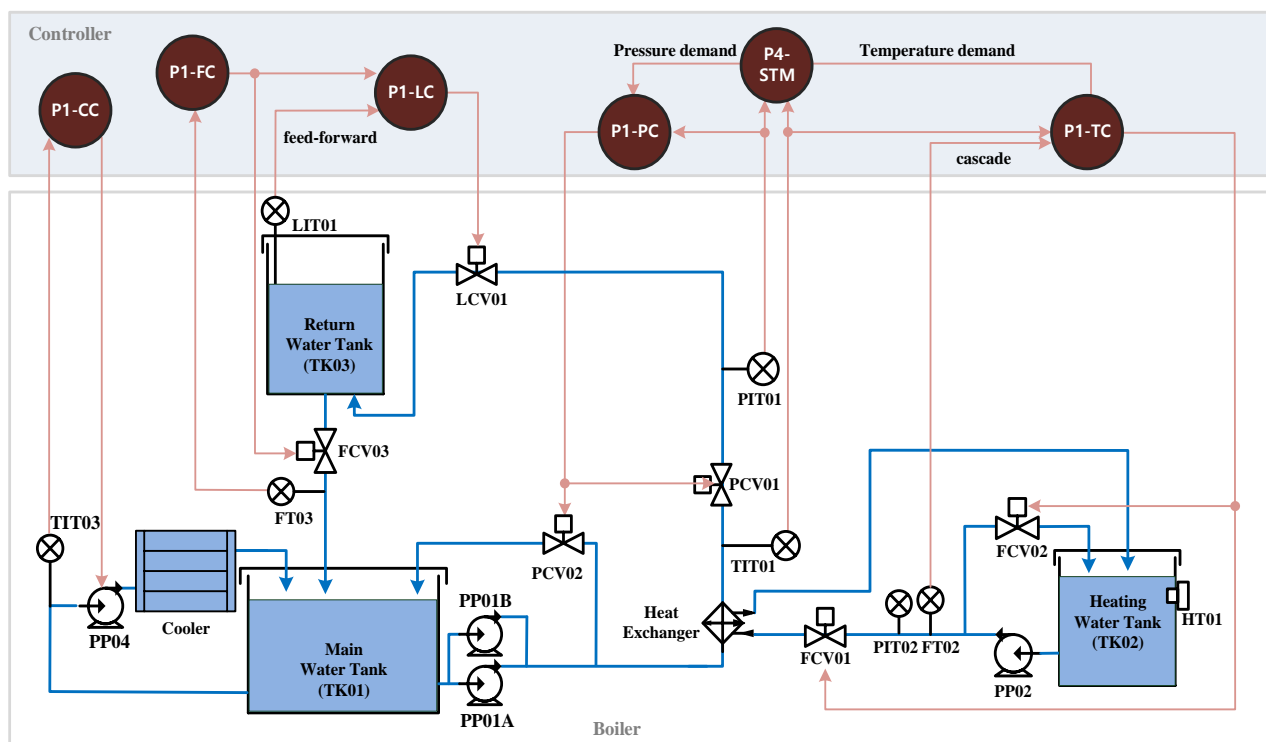 Controller
P1-CC
P1-FC
P1-LC
feed-forward
Pressure demand
P4-
STM
Temperature demand
P1-PC
P1-TC
cascade
LIT01
LCV01
Return
Water Tank
(TK03)
PIT01
FCV03
PCV01
FT03
TIT03
PCV02
TIT01
FCV02
Cooler
PP04
PP01B
Heat
Exchanger
FCV01
PIT02
FT02
Heating
Water Tank
(TK02)
HT01
Main
Water Tank
(TK01)
PP01A
PP02
Boiler